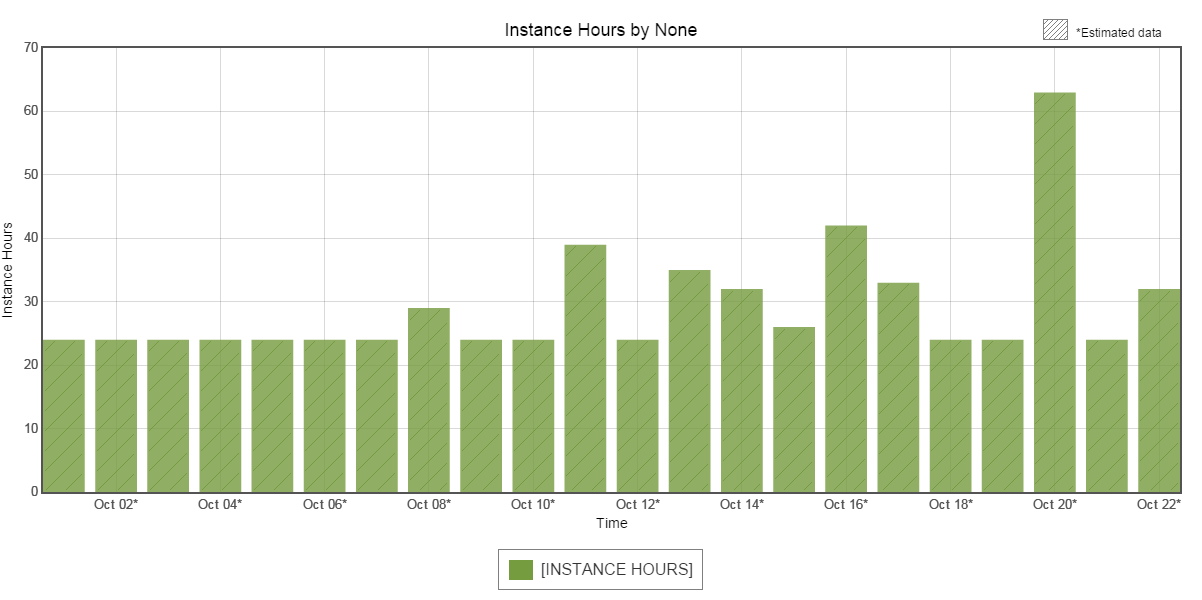 Instance Hours by None
*Estimated data
70
60
50
40
30
20
10
0
Instance Hours
Oct 02* Oct 04* Oct 06* Oct 08* Oct 10* Oct 12* Oct 14* Oct 16* Oct 18* Oct 20* Oct 22*
Time
[INSTANCE HOURS]